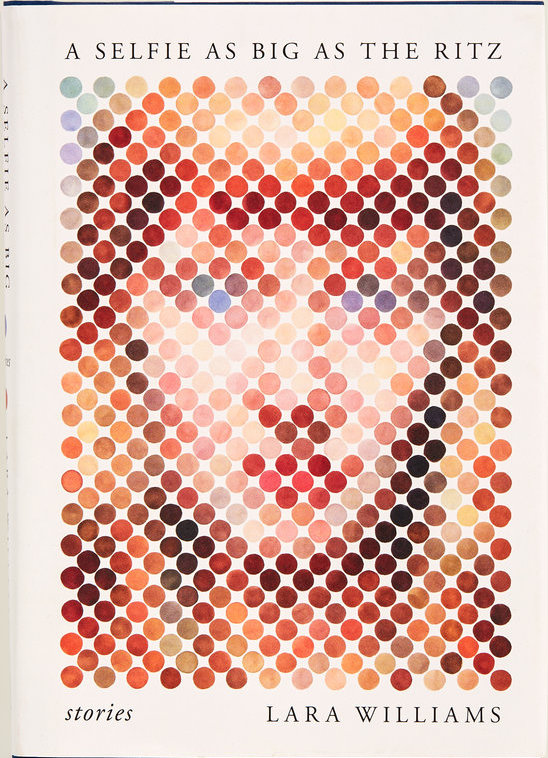 A SELFIE AS BIG AS THE RITZ
stories
LARA WILLIAMS
A SELFIE AS BIG